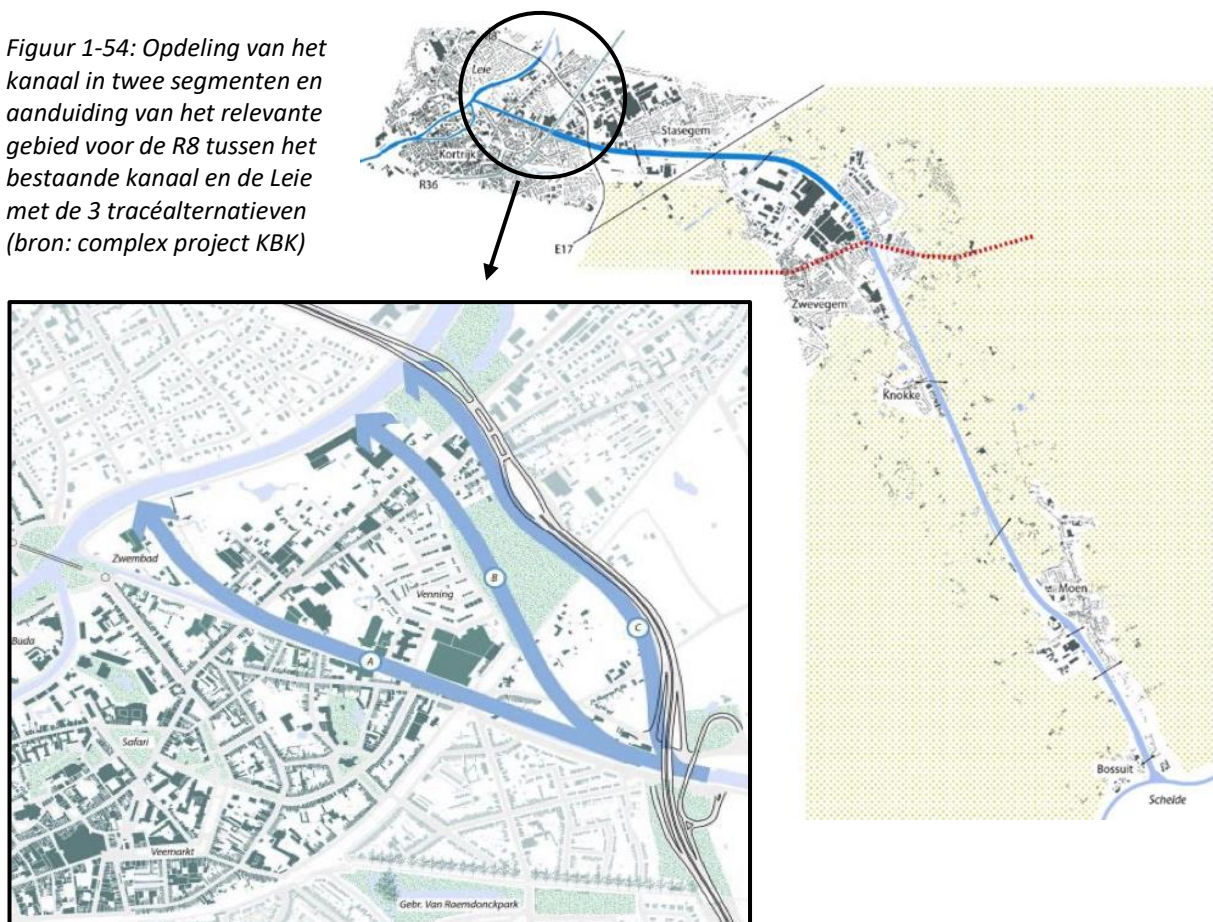 Figuur 1-54: Opdeling van het
kanaal in twee segmenten en
aanduiding van het relevante
gebied voor de R8 tussen het
bestaande kanaal en de Leie
met de 3 tracéalternatieven
(bron: complex project KBK)
Leie
Stasegem
Kortrijk
R36
E17
Zwevegem
Knokke
Moen
Bossuit
Schelde
Zwembad
Venning
B
C
A
Buda
Safari
Veemarkt
Gebr. Van Raemdonckpark